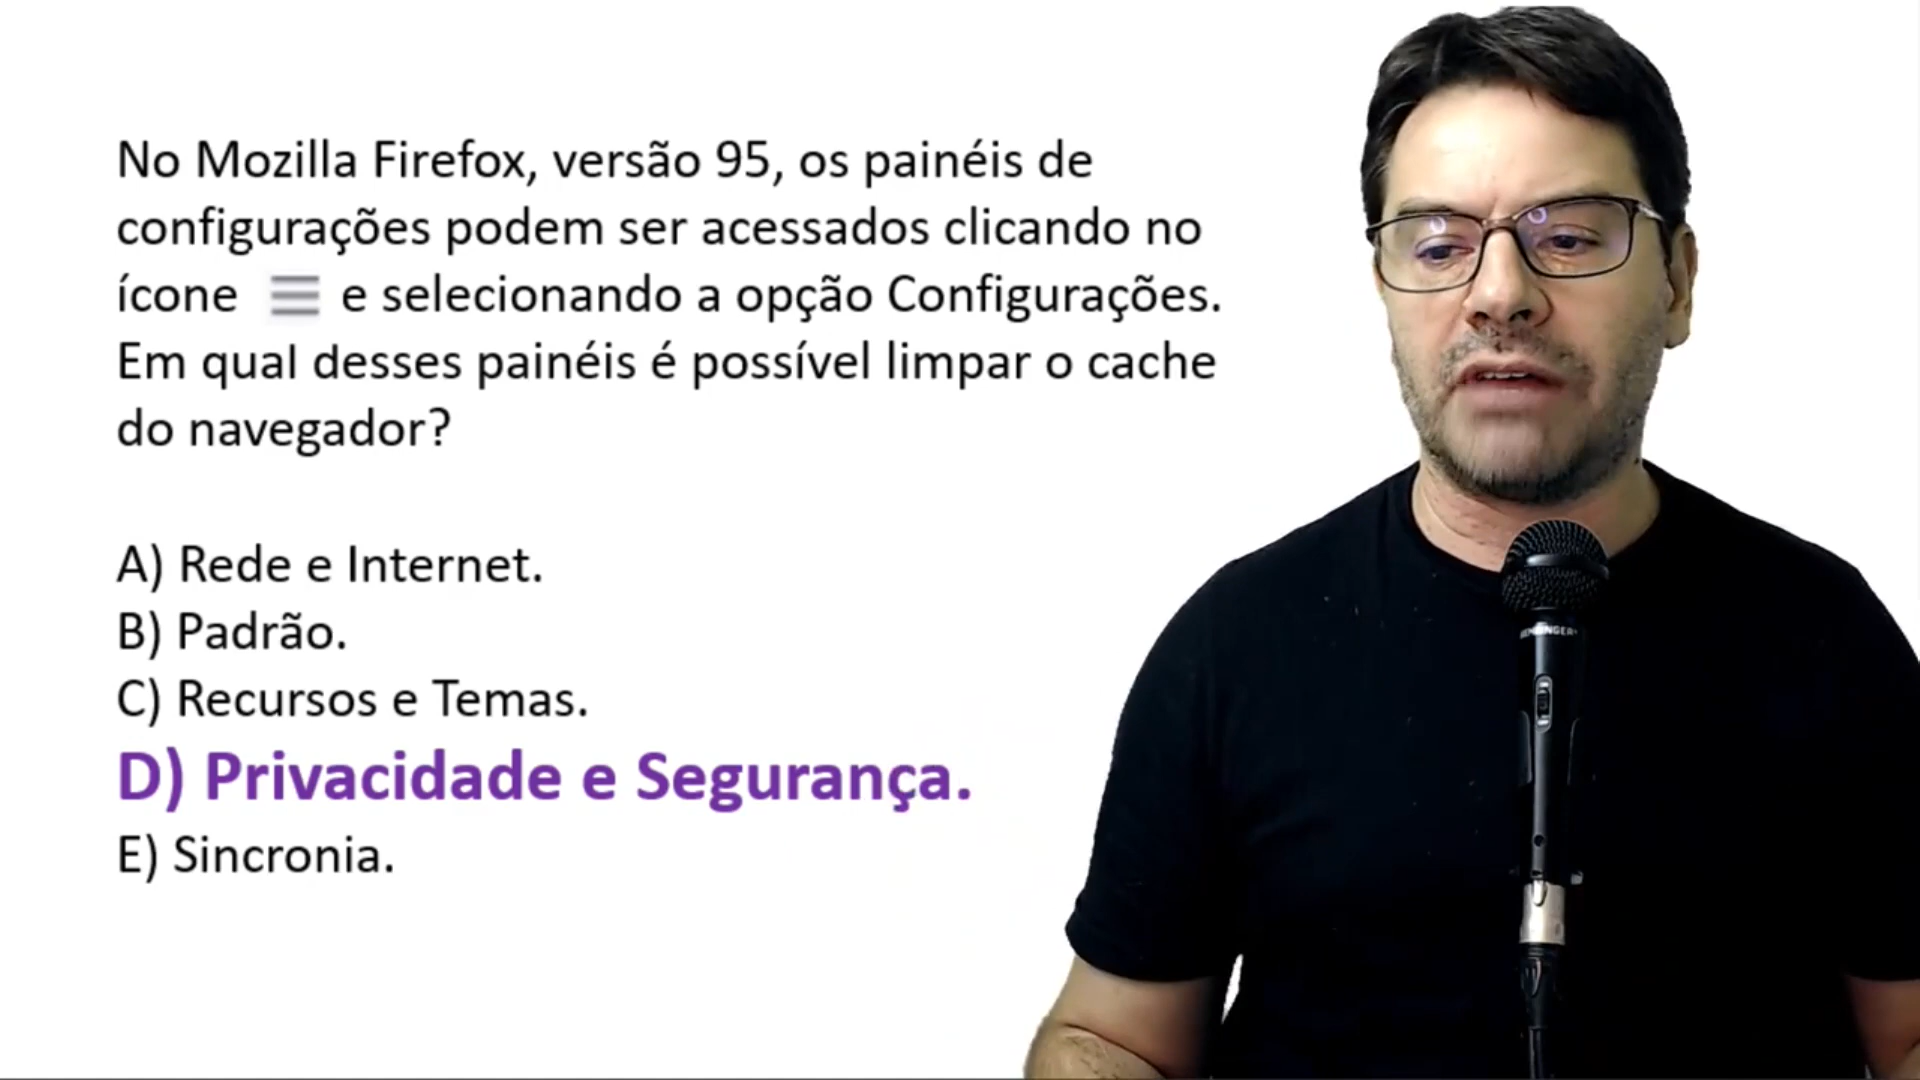 No Mozilla Firefox, versão 95, os painéis de
configurações podem ser acessados clicando no
ícone e selecionando a opção Configurações.
Em qual desses painéis é possível limpar o cache
do navegador?
A) Rede e Internet.
B) Padrão.
C) Recursos e Temas.
D) Privacidade e Segurança.
E) Sincronia.